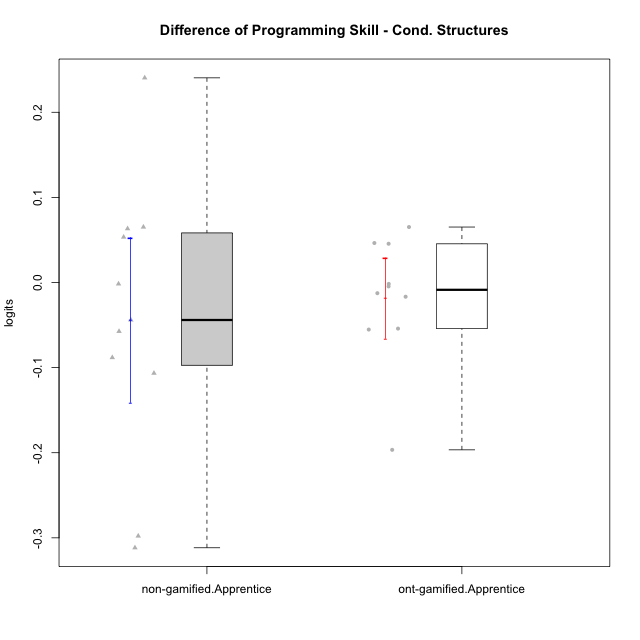 Difference of Programming Skill - Cond. Structures
logits
0.2
0.1
0.0
-0.1
-0.2
-0.3
non-gamified.Apprentice
ont-gamified.Apprentice